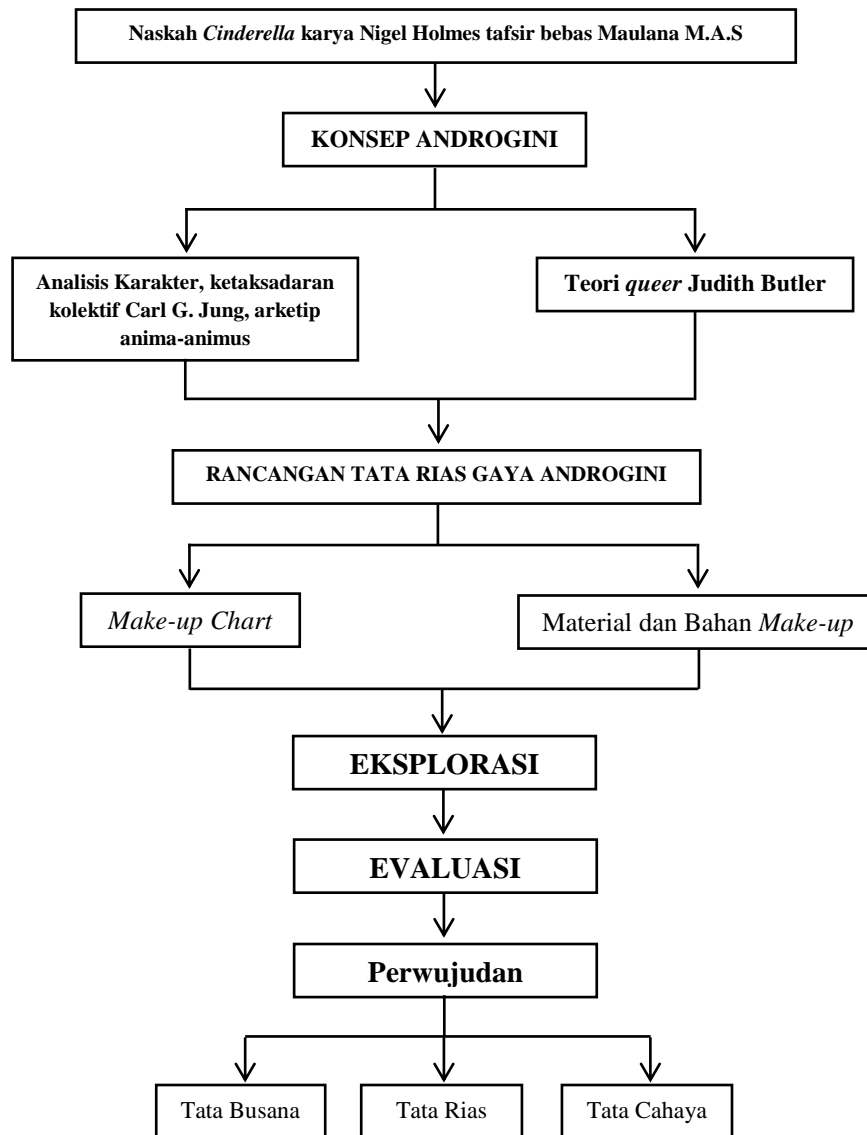 Naskah Cinderella karya Nigel Holmes tafsir bebas Maulana M.A.S
KONSEP ANDROGINI
Analisis Karakter, ketaksadaran
kolektif Carl G. Jung, arketip
anima-animus
Teori queer Judith Butler
RANCANGAN TATA RIAS GAYA ANDROGINI
Make-up Chart
Material dan Bahan Make-up
EKSPLORASI
EVALUASI
Perwujudan
Tata Busana
Tata Rias
Tata Cahaya